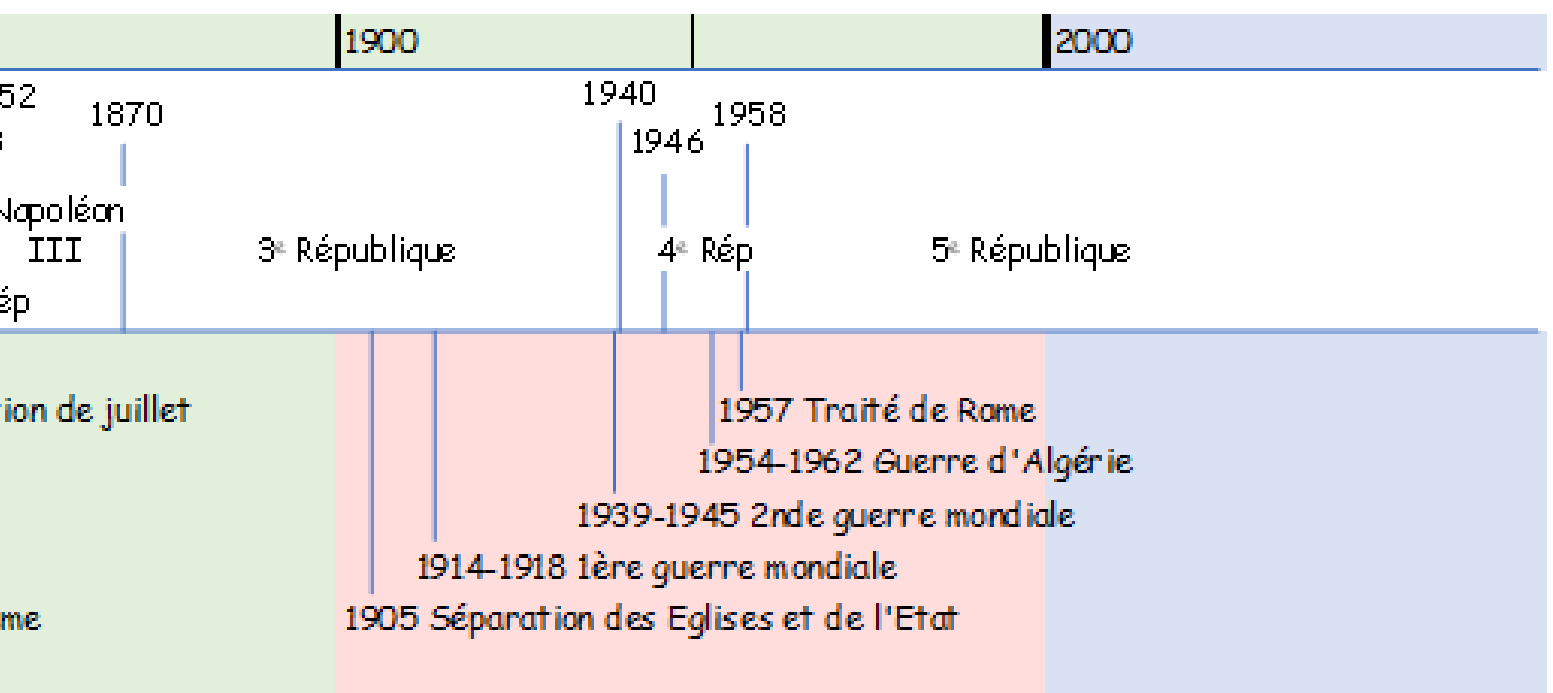 1900 2000
52 1870 1940 1958
1946
Napoléon
III 3e République 4e Rép 5e République
ép
tion de juillet 1957 Traité de Rome
1954-1962 Guerre d'Algérie
1939-1945 2nde guerre mondiale
1914-1918 1ère guerre mondiale
me 1905 Séparation des Eglises et de l'Etat